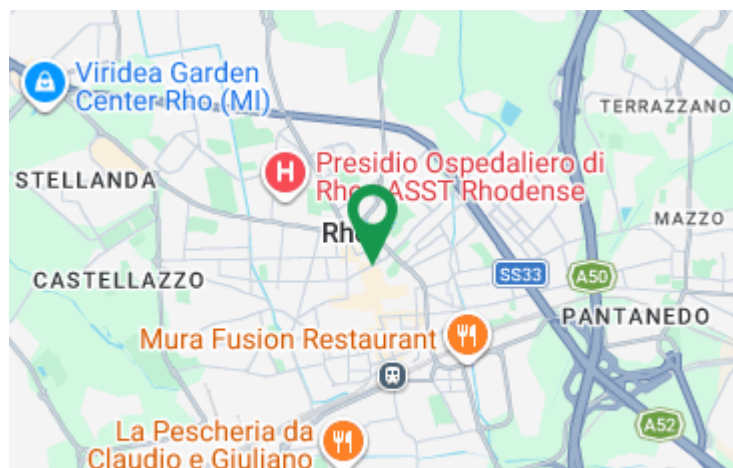 Viridea Garden
Center Rho (MI)
TERRAZZANO
Presidio Ospedaliero di
Rho ASST Rhodense
STELLANDA
MAZZO
Rho
CASTELLAZZO
SS33
A50
PANTANEDO
Mura Fusion Restaurant
A52
La Pescheria da
Claudio e Giuliano